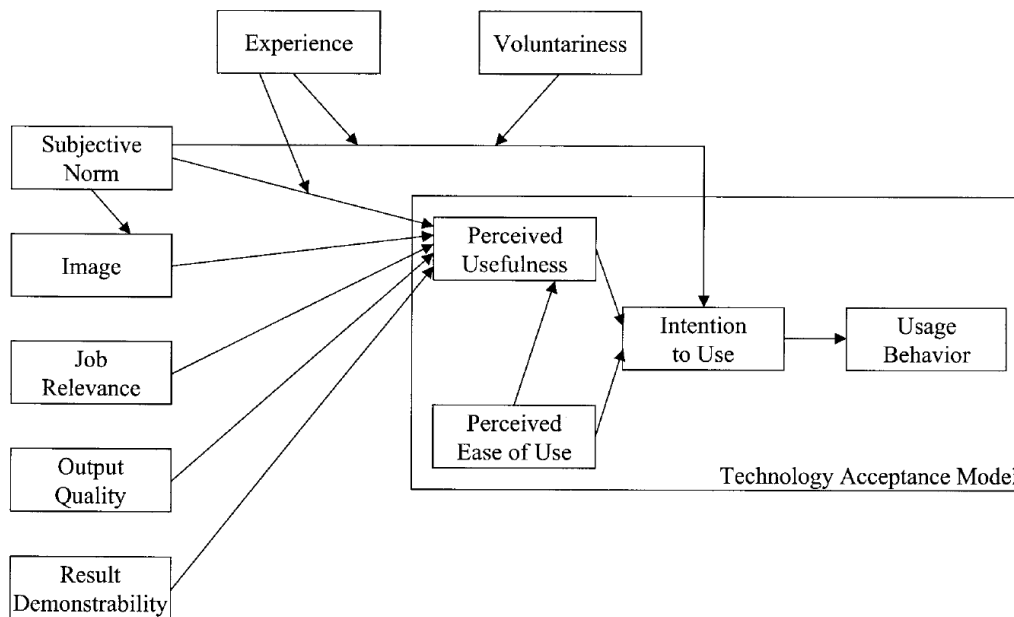 Experience
Voluntariness
Subjective
Norm
Image
Job
Relevance
Output
Quality
Result
Demonstrability
Perceived
Usefulness
Perceived
Ease of Use
Intention
to Use
Usage
Behavior
Technology Acceptance Model